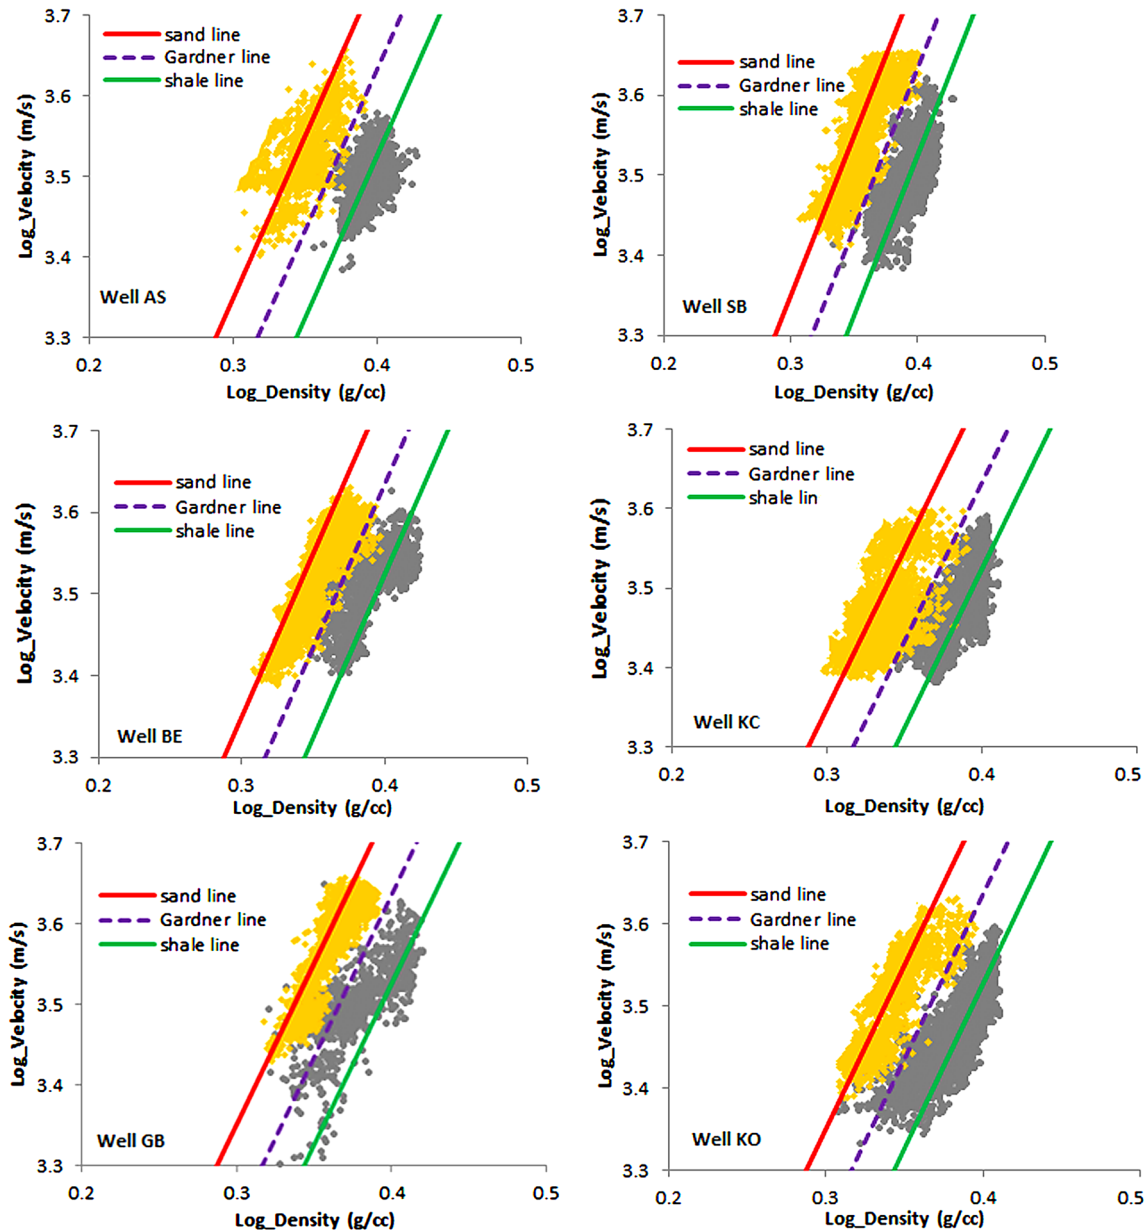 3.7
3.6
3.5
3.4
3.3
0.2
0.3
0.4
0.5
Log_Velocity (m/s)
Log_Density (g/cc)
sand line
Gardner line
shale line
Well AS
3.7
3.6
3.5
3.4
3.3
0.2
0.3
0.4
0.5
Log_Velocity (m/s)
Log_Density (g/cc)
sand line
Gardner line
shale line
Well SB
3.7
3.6
3.5
3.4
3.3
0.2
0.3
0.4
0.5
Log_Velocity (m/s)
Log_Density (g/cc)
sand line
Gardner line
shale line
Well BE
3.7
3.6
3.5
3.4
3.3
0.2
0.3
0.4
0.5
Log_Velocity (m/s)
Log_Density (g/cc)
sand line
Gardner line
shale lin
Well KC
3.7
3.6
3.5
3.4
3.3
0.2
0.3
0.4
0.5
Log_Velocity (m/s)
Log_Density (g/cc)
sand line
Gardner line
shale line
Well GB
3.7
3.6
3.5
3.4
3.3
0.2
0.3
0.4
0.5
Log_Velocity (m/s)
Log_Density (g/cc)
sand line
Gardner line
shale line
Well KO